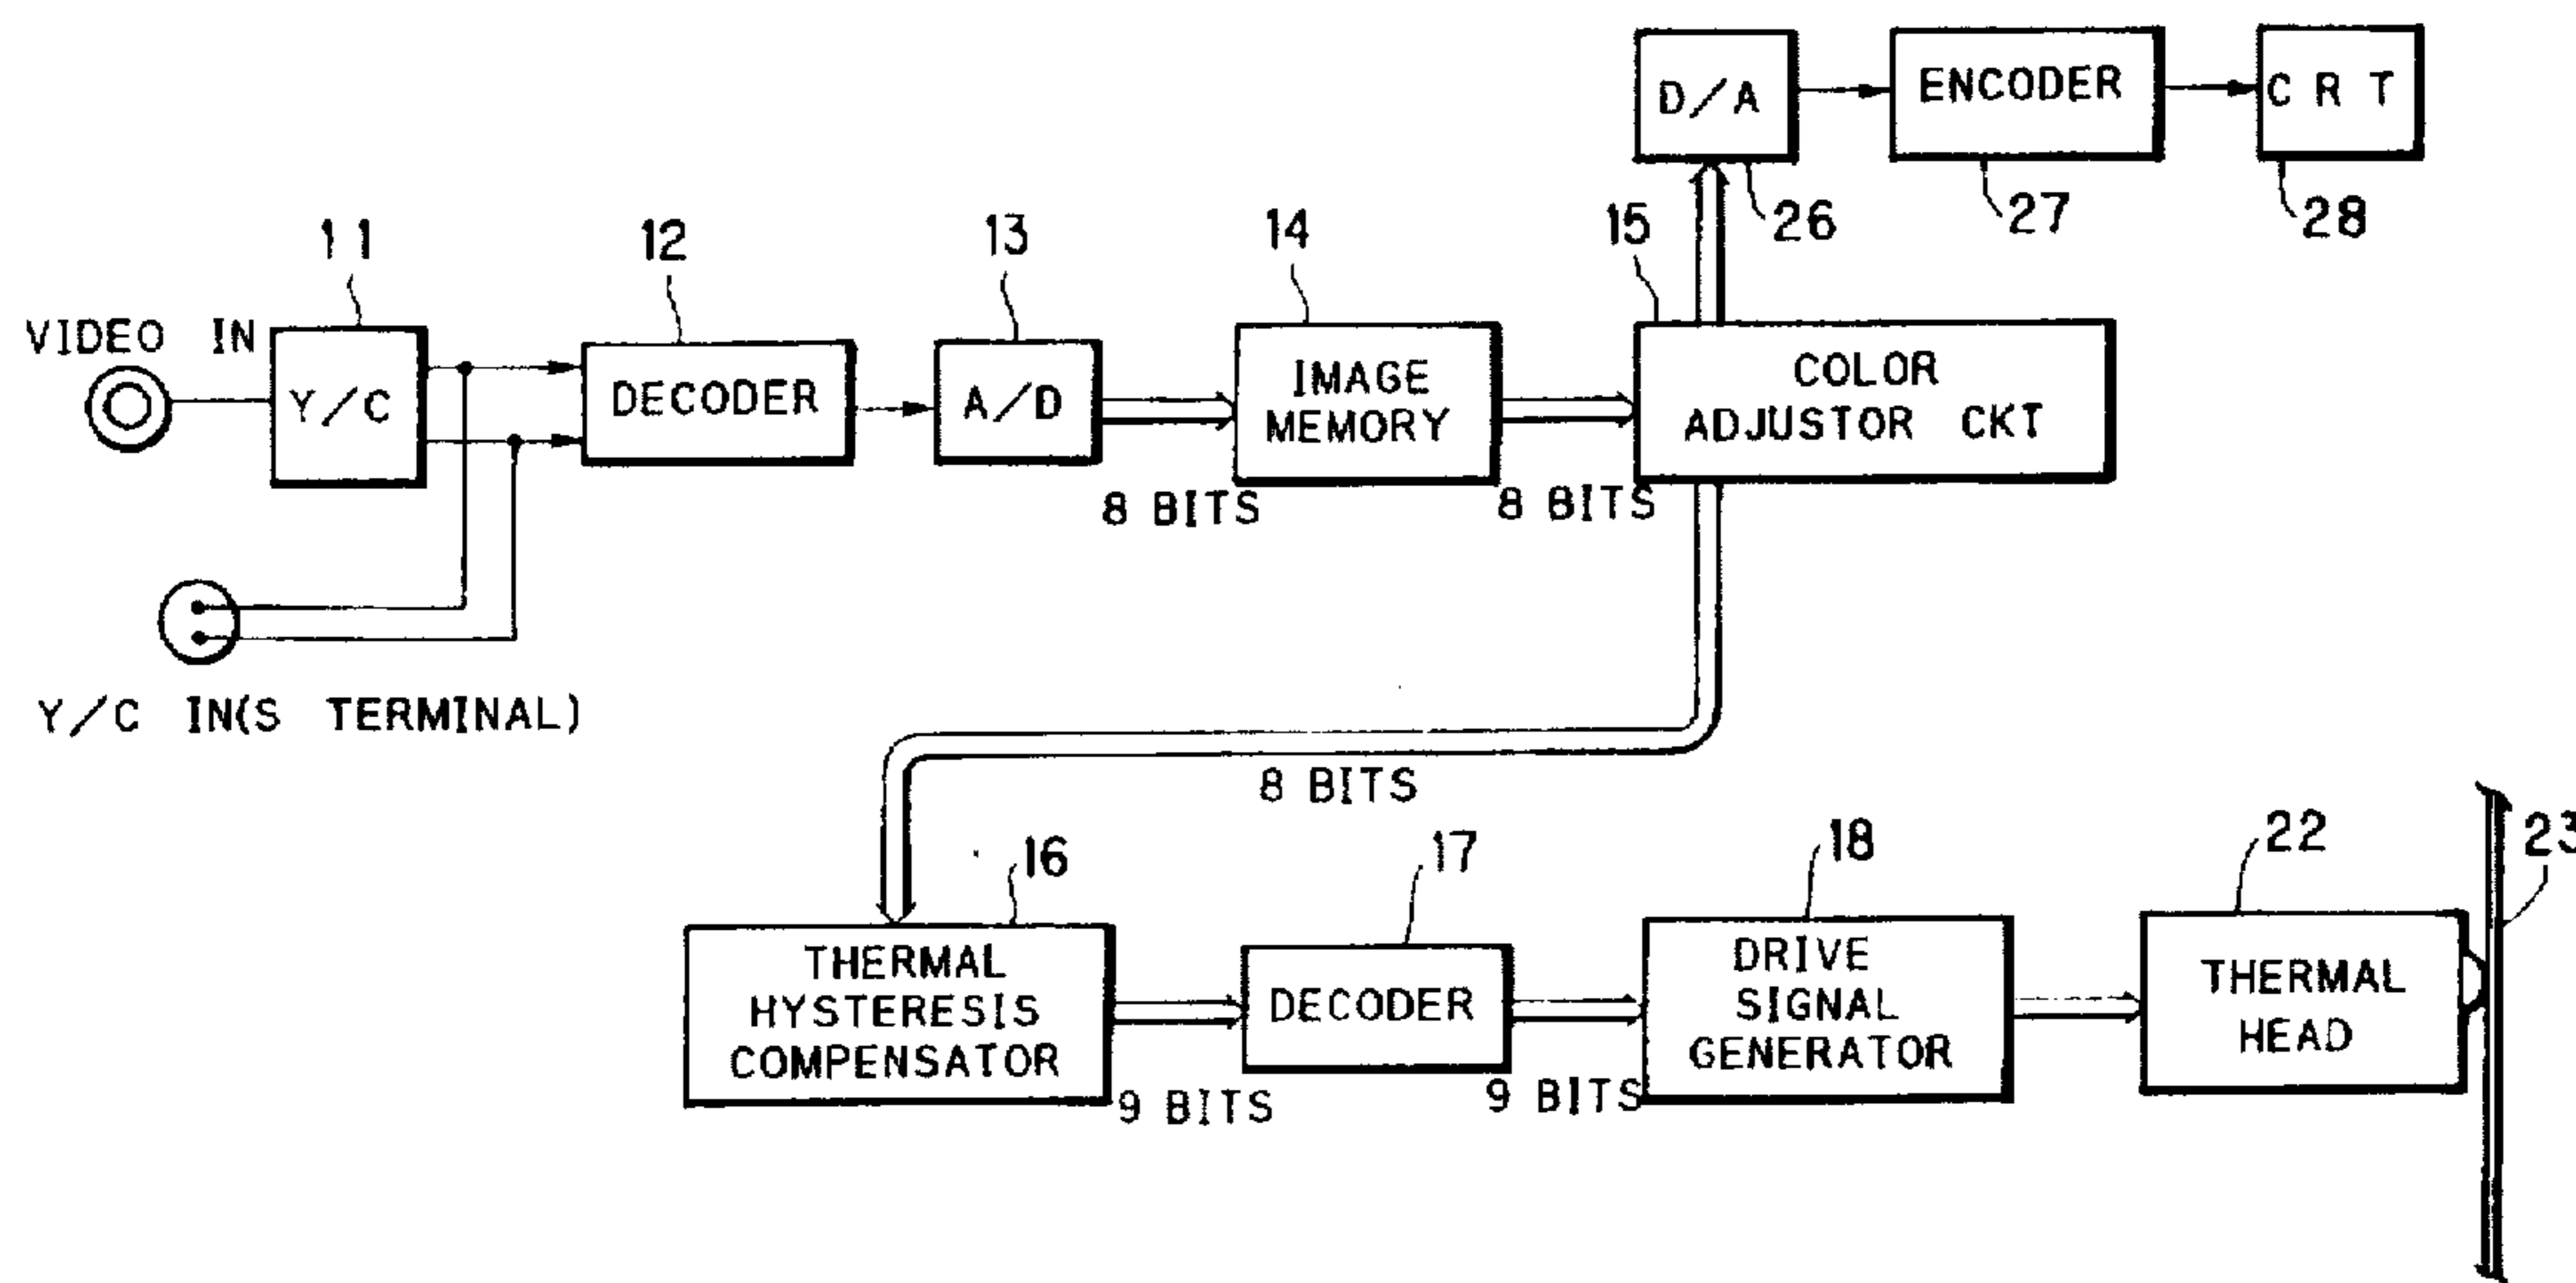 D/A
ENCODER
C R T
26
27
28
11
12
13
14
15
VIDEO IN
Y/C
DECODER
A/D
IMAGE
MEMORY
COLOR
ADJUSTOR CKT
8 BITS
8 BITS
Y/C IN(S TERMINAL)
8 BITS
16
17
18
22
23
THERMAL
HYSTERESIS
COMPENSATOR
DECODER
DRIVE
SIGNAL
GENERATOR
THERMAL
HEAD
9 BITS
9 BITS